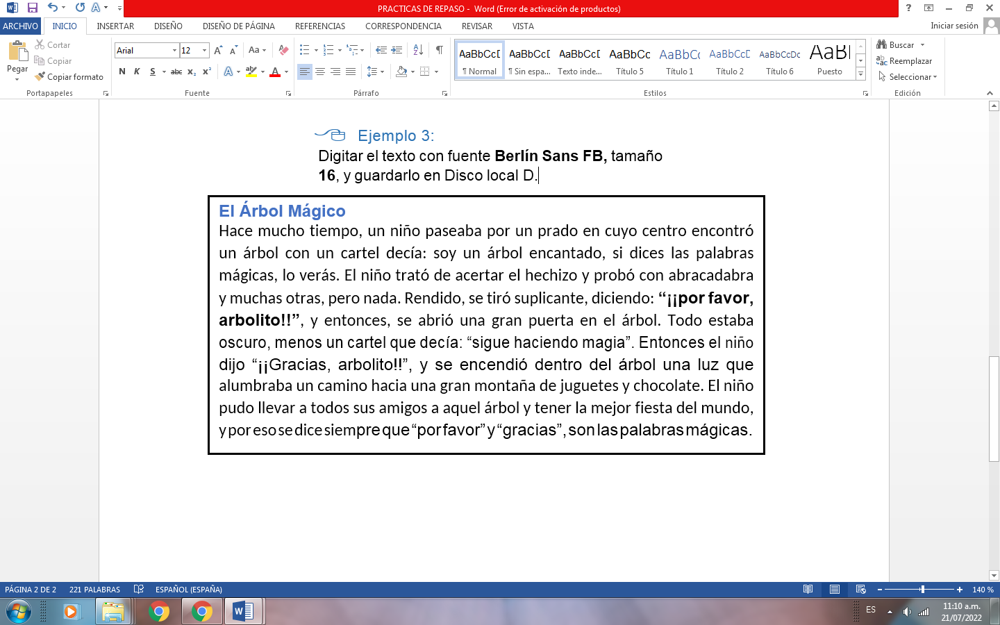 PRACTICAS DE REPASO - Word (Error de activación de productos)
ARCHIVO INICIO INSERTAR DISEÑO DISEÑO DE PÁGINA REFERENCIAS CORRESPONDENCIA REVISAR VISTA Iniciar sesión
Pegar
Cortar
Copiar
Copiar formato
Portapapeles
Arial 12
Aa
N K S abc x₂ x² A ab A
Fuente
Párrafo
AaBbCcD AaBbCcD AaBbCcD AaBbCc AaBbCc AaBbCcD AaBbCcDc AaBI
¶ Normal ¶ Sin espa... Texto inde... Título 5 Título 1 Título 2 Título 6 Puesto
Estilos
Buscar
Reemplazar
Seleccionar
Edición
Ejemplo 3:
Digitar el texto con fuente Berlín Sans FB, tamaño
16, y guardarlo en Disco local D.
El Árbol Mágico
Hace mucho tiempo, un niño paseaba por un prado en cuyo centro encontró
un árbol con un cartel decía: soy un árbol encantado, si dices las palabras
mágicas, lo verás. El niño trató de acertar el hechizo y probó con abracadabra
y muchas otras, pero nada. Rendido, se tiró suplicante, diciendo: “¡¡por favor,
arbolito!!”, y entonces, se abrió una gran puerta en el árbol. Todo estaba
oscuro, menos un cartel que decía: “sigue haciendo magia”. Entonces el niño
dijo “¡¡Gracias, arbolito!!”, y se encendió dentro del árbol una luz que
alumbraba un camino hacia una gran montaña de juguetes y chocolate. El niño
pudo llevar a todos sus amigos a aquel árbol y tener la mejor fiesta del mundo,
y por eso se dice siempre que “por favor” y “gracias”, son las palabras mágicas.
PÁGINA 2 DE 2 221 PALABRAS ESPAÑOL (ESPAÑA) 140 %
ES
11:10 a.m.
21/07/2022